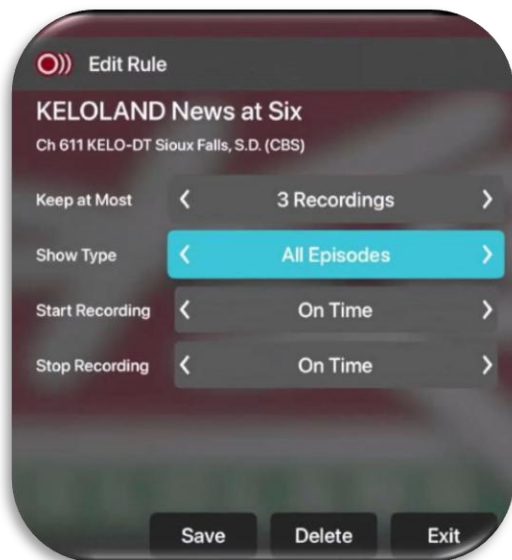 Edit Rule
KELOLAND News at Six
Ch 611 KELO-DT Sioux Falls, S.D. (CBS)
Keep at Most < 3 Recordings >
Show Type < All Episodes >
Start Recording < On Time >
Stop Recording < On Time >
Save Delete Exit